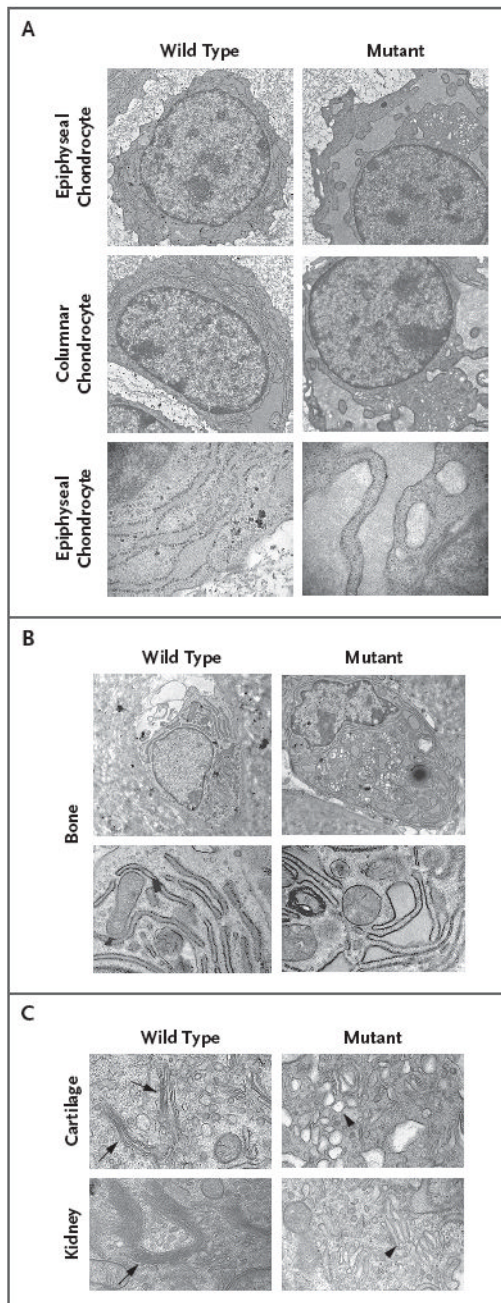 A
Wild Type
Mutant
Epiphyseal
Chondrocyte
Columnar
Chondrocyte
Epiphyseal
Chondrocyte
B
Wild Type
Mutant
Bone
C
Wild Type
Mutant
Cartilage
Kidney